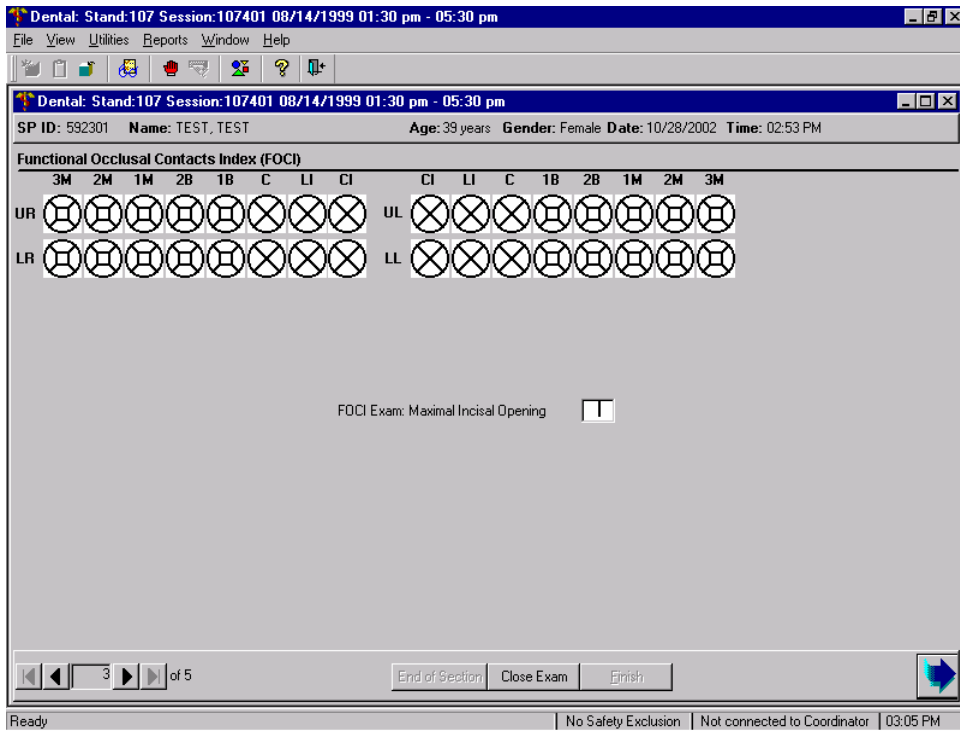 Dental: Stand:107 Session:107401 08/14/1999 01:30 pm - 05:30 pm
File View Utilities Reports Window Help
Dental: Stand:107 Session:107401 08/14/1999 01:30 pm - 05:30 pm
SP ID: 592301 Name: TEST, TEST Age: 39 years Gender: Female Date: 10/28/2002 Time: 02:53 PM
Functional Occlusal Contacts Index (FOCI)
3M 2M 1M 2B 1B C LI CI CI LI C 1B 2B 1M 2M 3M
UR UL
LR LL
FOCI Exam: Maximal Incisal Opening
3 of 5 End of Section Close Exam Finish
Ready No Safety Exclusion Not connected to Coordinator 03:05 PM